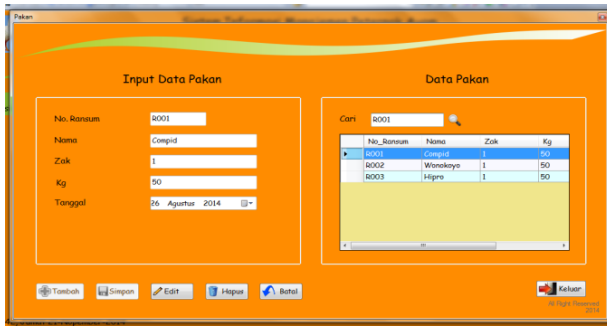 Pakan
Input Data Pakan
Data Pakan
No. Ransum R001
Nama Compid
Zak 1
Kg 50
Tanggal 26 Agustus 2014
Cari R001
No_Ransum Nama Zak Kg
R001 Compid 1 50
R002 Wonokoyo 1 50
R003 Hipro 1 50
Tambah Simpan Edit Hapus Batal
Keluar
All Right Reserved
2014